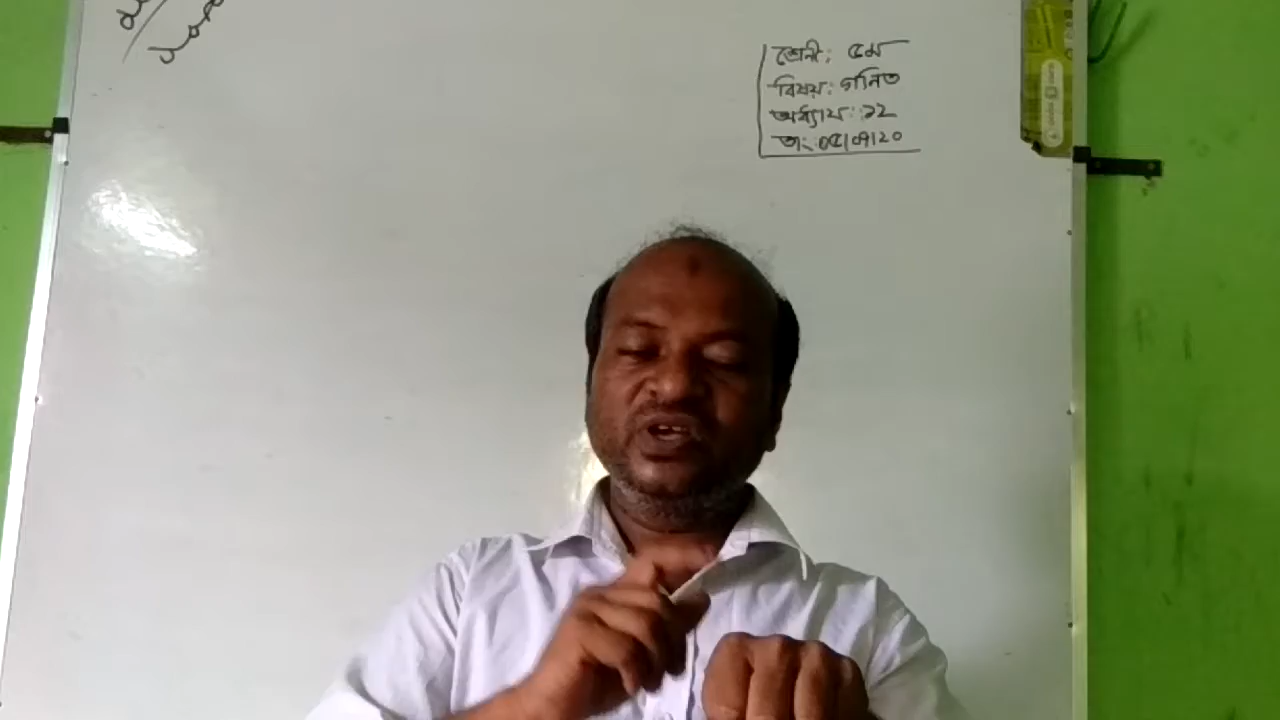 শ্রেনী: ৫ম
বিষয়: গনিত
অধ্যায়: ১২
তা: ০৫/০৭/২০